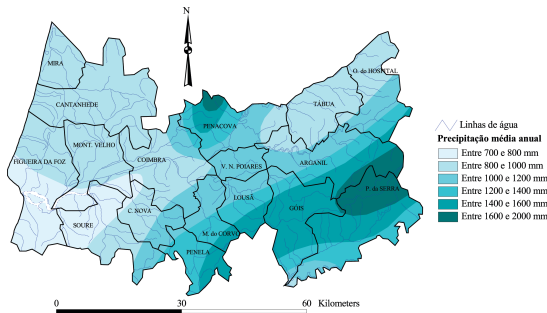 N
MIRA
O. do HOSPITAL
CANTANHEDE
TÁBUA
PENACOVA
MONT. VELHO
FIGUEIRA DA FOZ
COIMBRA
V. N. POIARES
ARGANIL
P. da SERRA
LOUSÃ
GÓIS
C. NOVA
SOURE
M. do CORVO
PENELA
Linhas de água
Precipitação média anual
Entre 700 e 800 mm
Entre 800 e 1000 mm
Entre 1000 e 1200 mm
Entre 1200 e 1400 mm
Entre 1400 e 1600 mm
Entre 1600 e 2000 mm
0 30 60 Kilometers